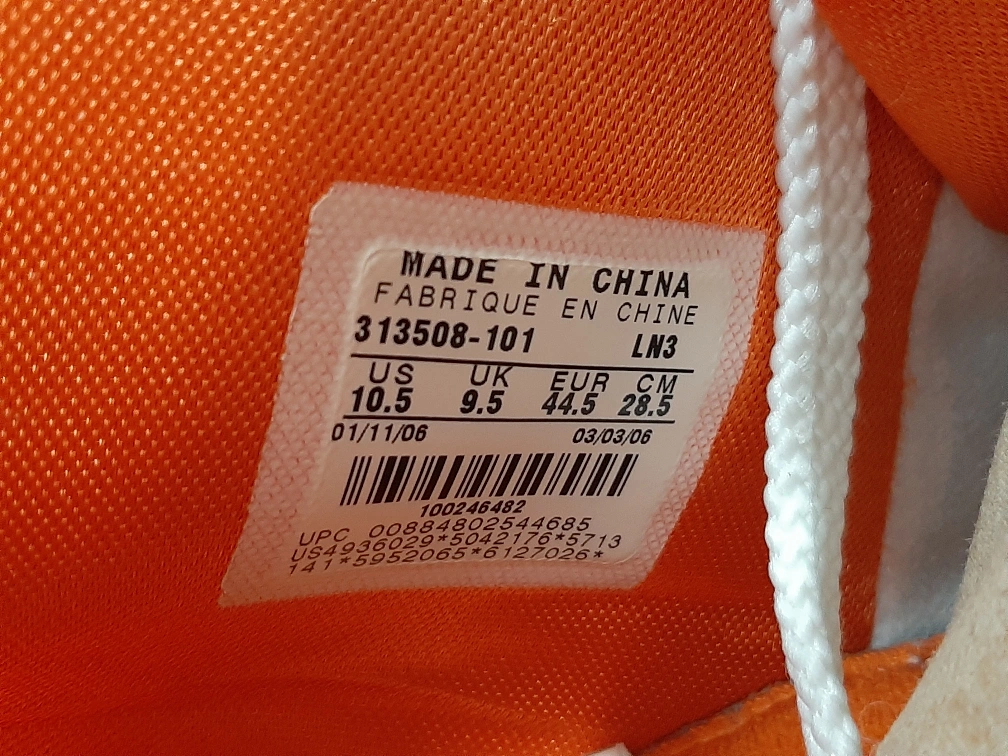 MADE IN CHINA
FABRIQUE EN CHINE
313508-101 LN3
US UK EUR CM
10.5 9.5 44.5 28.5
01/11/06 03/03/06
100246482
UPC 00884802544685
US4936029*5042176*5713
141*5952065*6127026*